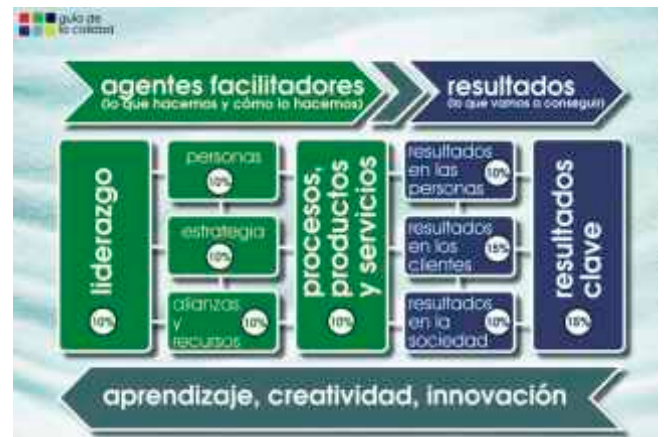 guía de
la calidad
agentes facilitadores
(lo que hacemos y cómo lo hacemos)
resultados
(lo que vamos a conseguir)
liderazgo
10%
personas
10%
estrategia
10%
alianzas
y
recursos
10%
procesos,
productos
y servicios
10%
resultados
en las
personas
10%
resultados
en los
clientes
15%
resultados
en la
sociedad
10%
resultados
clave
15%
aprendizaje, creatividad, innovación